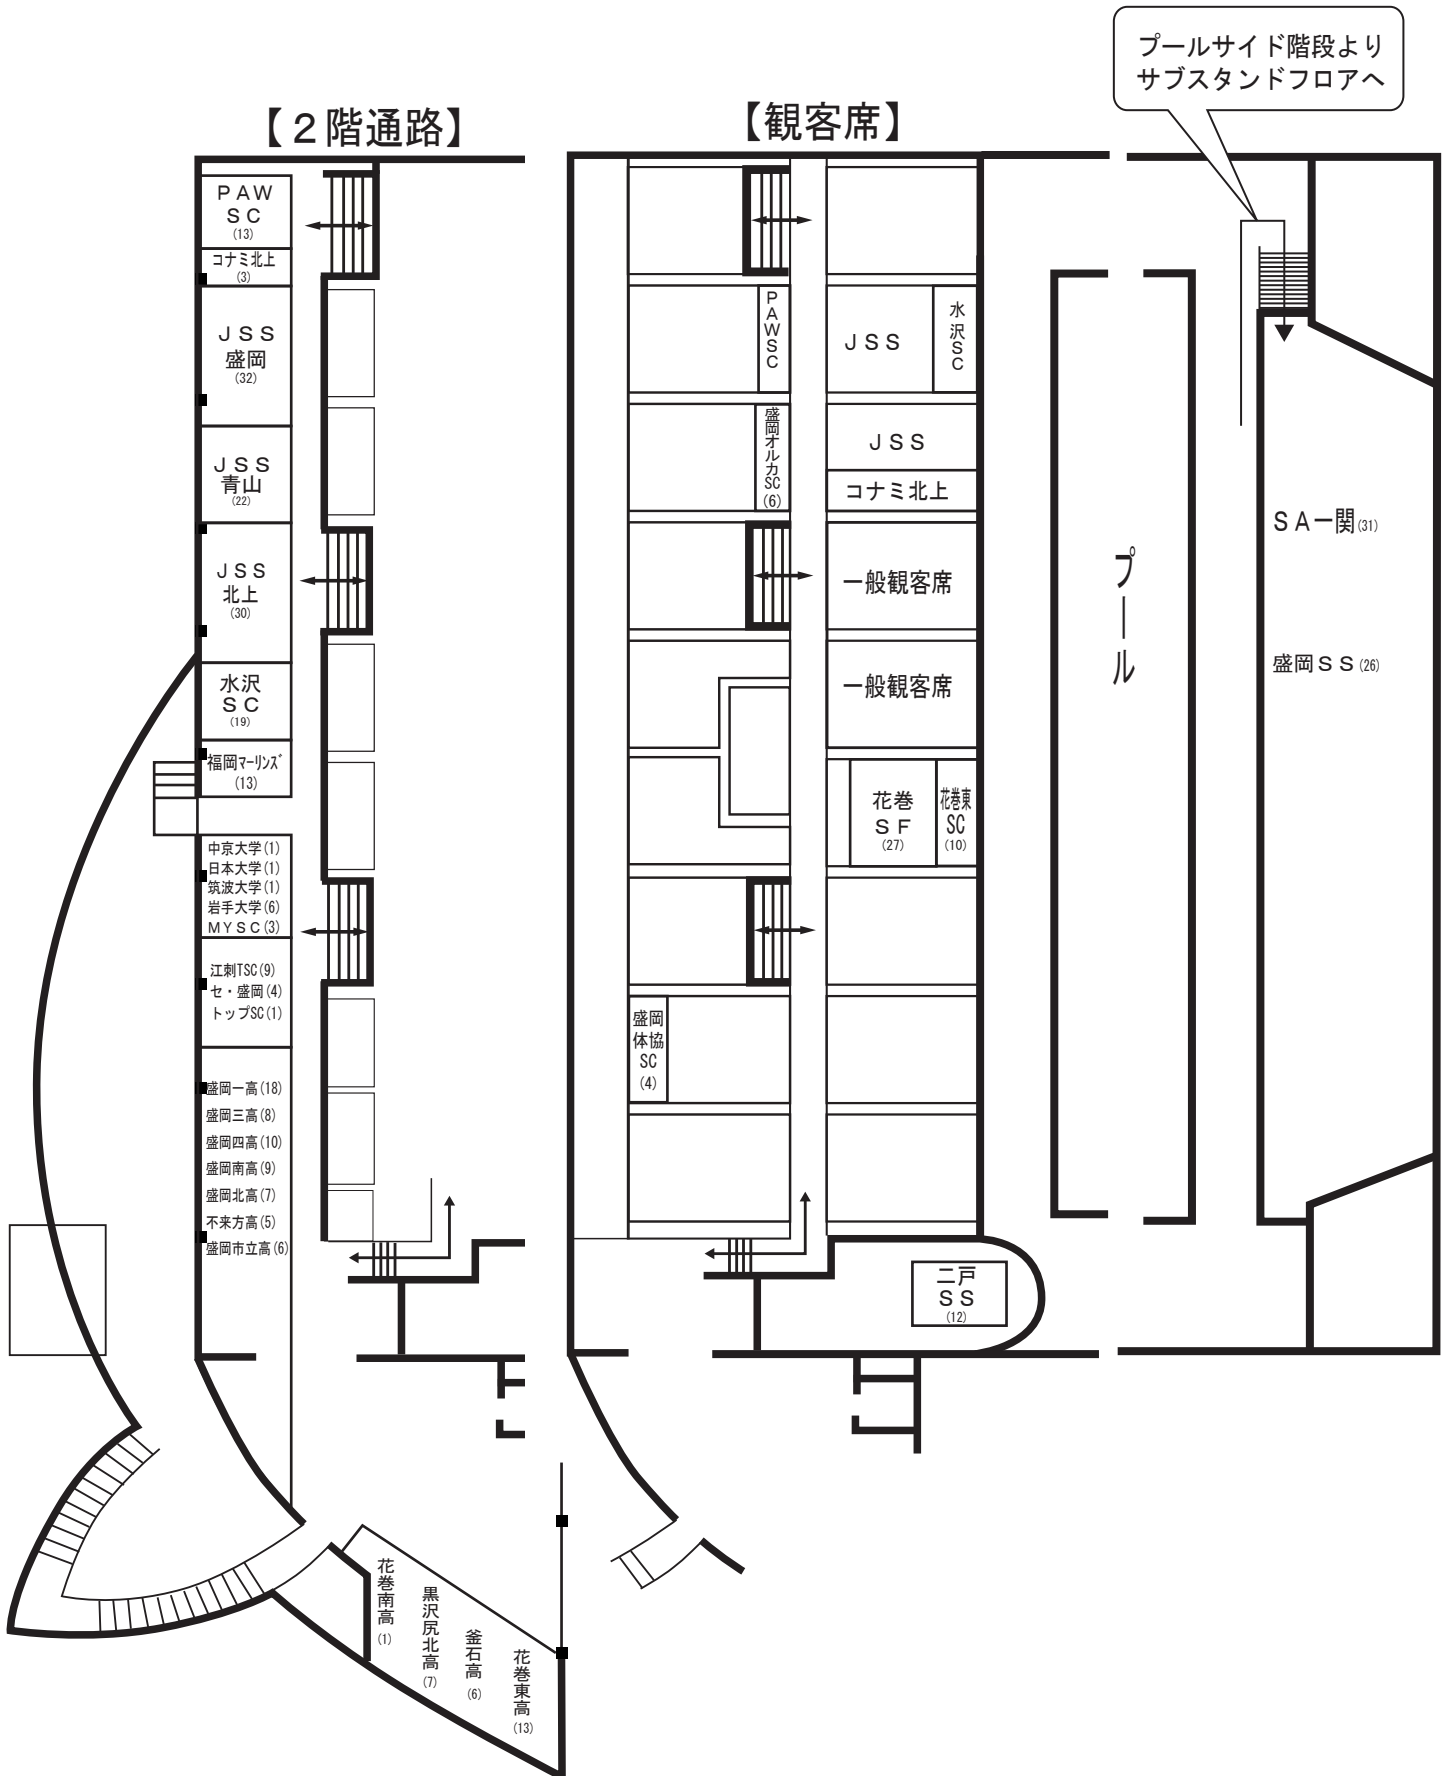 プールサイド階段より
サブスタンドフロアへ
【２階通路】
ＰＡＷ
ＳＣ
(13)
コナミ北上
(3)
ＪＳＳ
盛岡
(32)
ＪＳＳ
青山
(22)
ＪＳＳ
北上
(30)
水沢
ＳＣ
(19)
福岡マーリンズ
(13)
中京大学(1)
日本大学(1)
筑波大学(1)
岩手大学(6)
ＭＹＳＣ(3)
江刺TSC(9)
セ・盛岡(4)
トップSC(1)
盛岡一高(18)
盛岡三高(8)
盛岡四高(10)
盛岡南高(9)
盛岡北高(7)
不来方高(5)
盛岡市立高(6)
花巻南高(1)
黒沢尻北高(7)
釜石高(6)
花巻東高(13)
【観客席】
ＰＡＷＳＣ
ＪＳＳ
水沢SC
盛岡オルカSC(6)
ＪＳＳ
コナミ北上
一般観客席
一般観客席
花巻
ＳＦ
(27)
花巻東
SC
(10)
盛岡
体協
SC
(4)
二戸
ＳＳ
(12)
プール
ＳＡ一関(31)
盛岡ＳＳ(26)